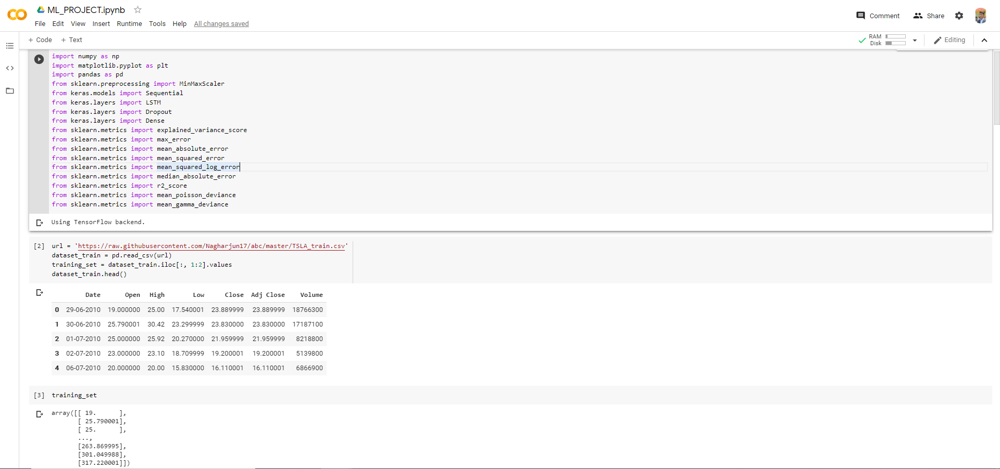 ML_PROJECT.ipynb
File Edit View Insert Runtime Tools Help All changes saved
Comment Share
+ Code + Text
RAM
Disk
Editing
import numpy as np
import matplotlib.pyplot as plt
import pandas as pd
from sklearn.preprocessing import MinMaxScaler
from keras.models import Sequential
from keras.layers import LSTM
from keras.layers import Dropout
from keras.layers import Dense
from sklearn.metrics import explained_variance_score
from sklearn.metrics import max_error
from sklearn.metrics import mean_absolute_error
from sklearn.metrics import mean_squared_error
from sklearn.metrics import mean_squared_log_error
from sklearn.metrics import median_absolute_error
from sklearn.metrics import r2_score
from sklearn.metrics import mean_poisson_deviance
from sklearn.metrics import mean_gamma_deviance
Using TensorFlow backend.
[2] url = 'https://raw.githubusercontent.com/Nagharjun17/abc/master/TSLA_train.csv'
dataset_train = pd.read_csv(url)
training_set = dataset_train.iloc[:, 1:2].values
dataset_train.head()
Date Open High Low Close Adj Close Volume
0 29-06-2010 19.000000 25.00 17.540001 23.889999 23.889999 18766300
1 30-06-2010 25.790001 30.42 23.299999 23.830000 23.830000 17187100
2 01-07-2010 25.000000 25.92 20.270000 21.959999 21.959999 8218800
3 02-07-2010 23.000000 23.10 18.709999 19.200001 19.200001 5139800
4 06-07-2010 20.000000 20.00 15.830000 16.110001 16.110001 6866900
[3] training_set
array([[ 19.      ],
[ 25.790001],
[ 25.      ],
...,
[263.869995],
[301.049988],
[317.220001]])